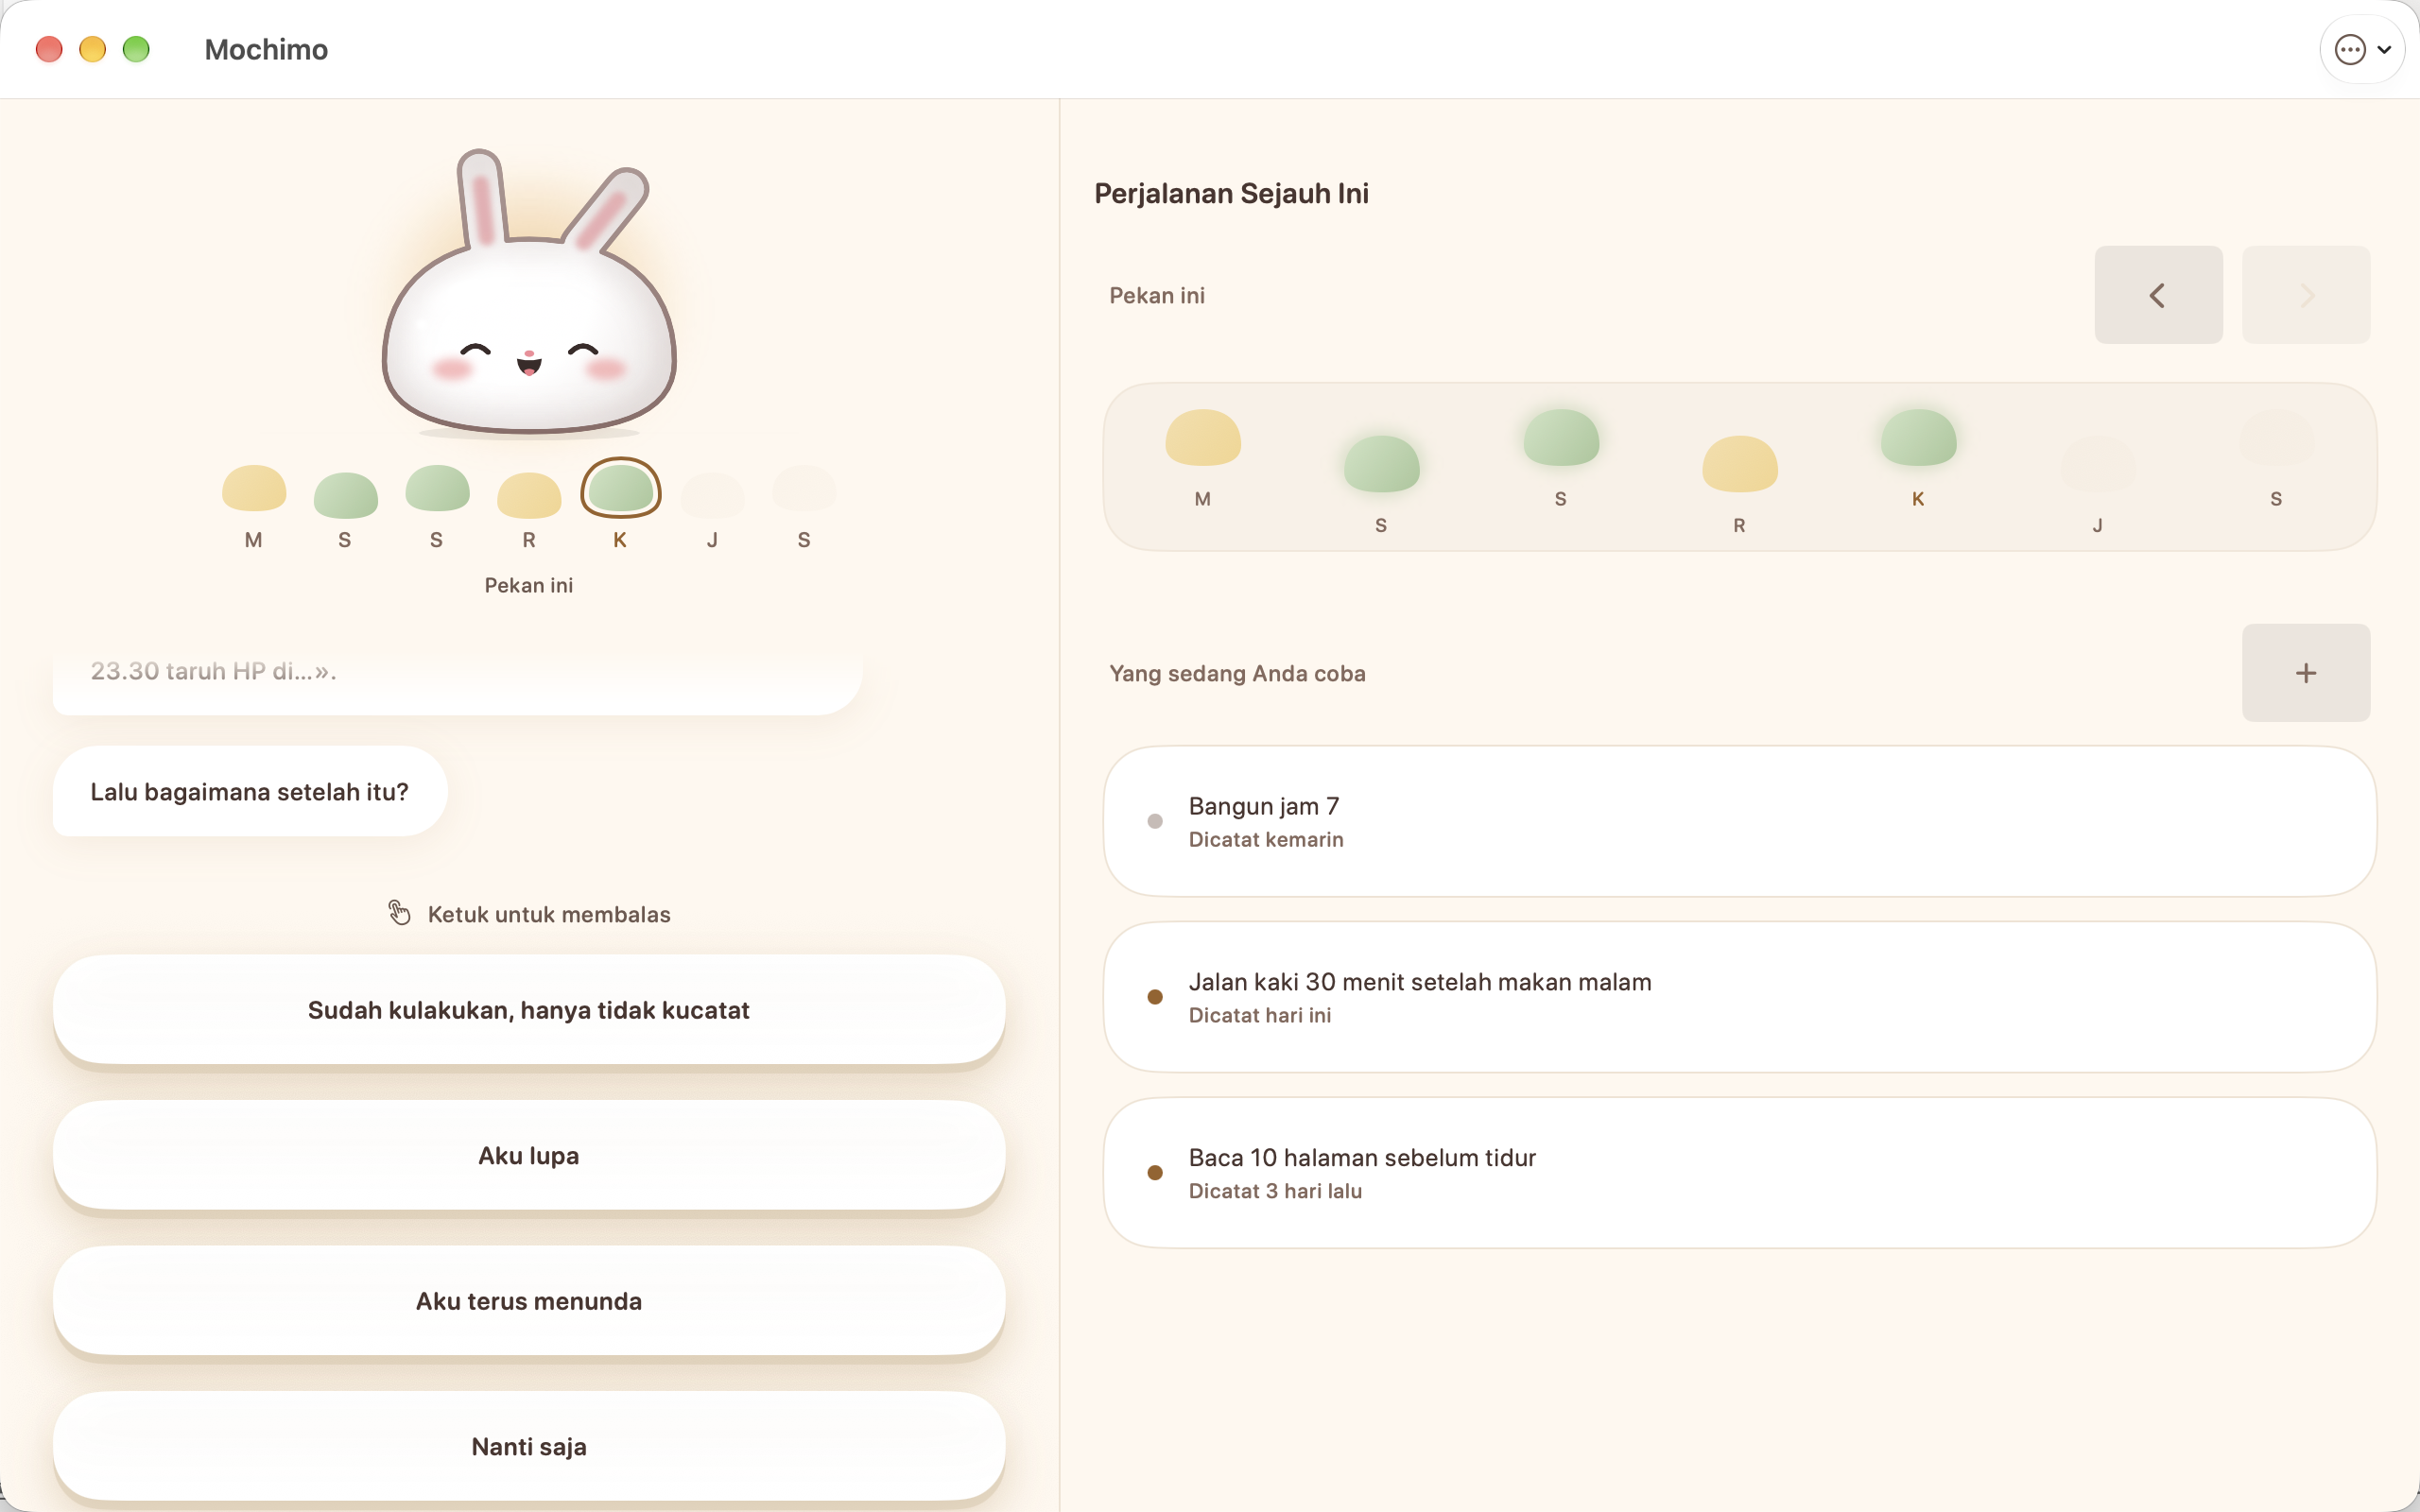 Mochimo
M S S R K J S
Pekan ini
23.30 taruh HP di...».
Lalu bagaimana setelah itu?
Ketuk untuk membalas
Sudah kulakukan, hanya tidak kucatat
Aku lupa
Aku terus menunda
Nanti saja
Perjalanan Sejauh Ini
Pekan ini
M S S R K J S
Yang sedang Anda coba
Bangun jam 7
Dicatat kemarin
Jalan kaki 30 menit setelah makan malam
Dicatat hari ini
Baca 10 halaman sebelum tidur
Dicatat 3 hari lalu